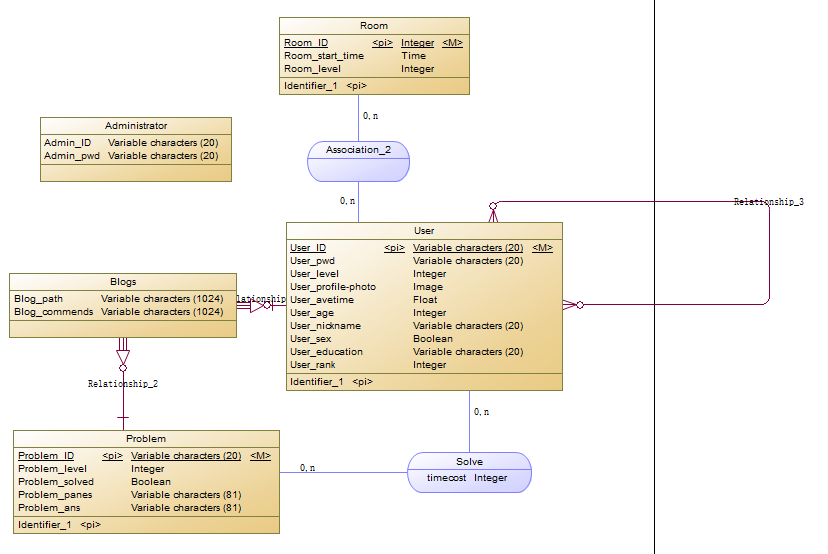 Room
Room_ID <pi> Integer <M>
Room_start_time Time
Room_level Integer
Identifier_1 <pi>
0,n
Administrator
Admin_ID Variable characters (20)
Admin_pwd Variable characters (20)
Association_2
0,n
Relationship_3
User
User_ID <pi> Variable characters (20) <M>
User_pwd Variable characters (20)
User_level Integer
User_profile-photo Image
User_avetime Float
User_age Integer
User_nickname Variable characters (20)
User_sex Boolean
User_education Variable characters (20)
User_rank Integer
Identifier_1 <pi>
Blogs
Blog_path Variable characters (1024)
Blog_commends Variable characters (1024)
lationship
Relationship_2
0,n
Problem
Problem_ID <pi> Variable characters (20) <M>
Problem_level Integer
Problem_solved Boolean
Problem_panes Variable characters (81)
Problem_ans Variable characters (81)
Identifier_1 <pi>
0,n
Solve
timecost Integer